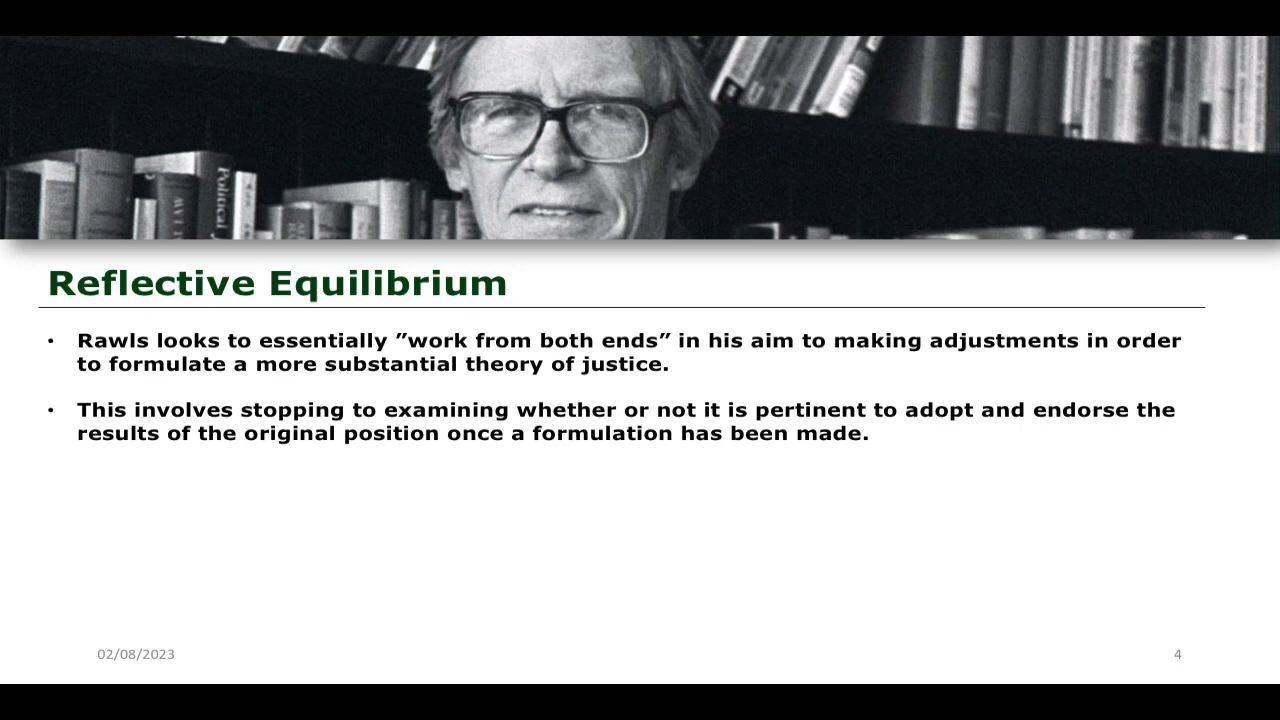 Political
LAW
Reflective Equilibrium
• Rawls looks to essentially ”work from both ends” in his aim to making adjustments in order
to formulate a more substantial theory of justice.
• This involves stopping to examining whether or not it is pertinent to adopt and endorse the
results of the original position once a formulation has been made.
02/08/2023
4